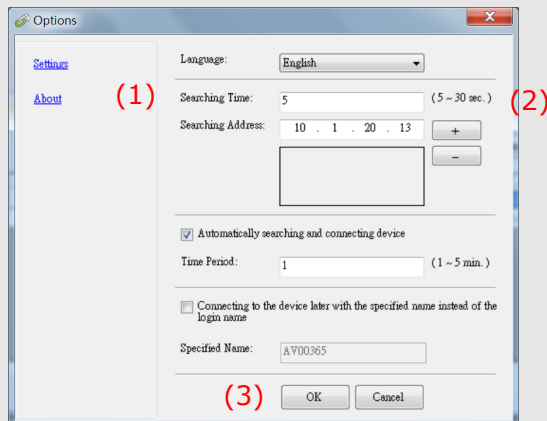 Options
Settings
About
(1)
Language:
English
Searching Time:
5
(5 ~ 30 sec.)
(2)
Searching Address:
10 . 1 . 20 . 13
+
−
Automatically searching and connecting device
Time Period:
1
(1 ~ 5 min.)
Connecting to the device later with the specified name instead of the
login name
Specified Name:
AV00365
(3)
OK
Cancel